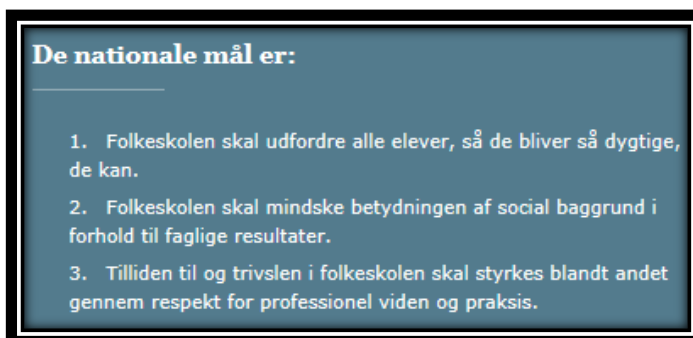 De nationale mål er:
1. Folkeskolen skal udfordre alle elever, så de bliver så dygtige,
de kan.
2. Folkeskolen skal mindske betydningen af social baggrund i
forhold til faglige resultater.
3. Tilliden til og trivslen i folkeskolen skal styrkes blandt andet
gennem respekt for professionel viden og praksis.